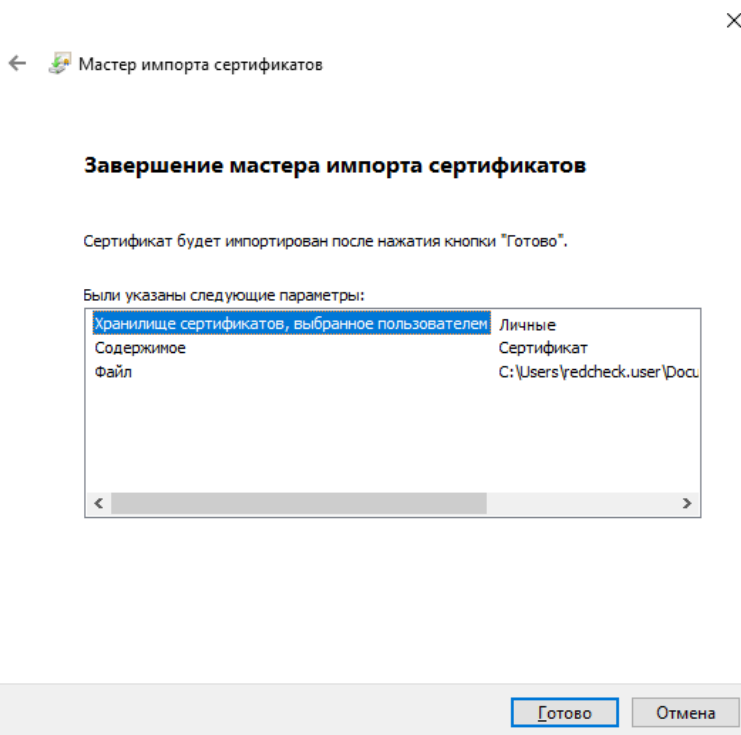 Мастер импорта сертификатов
Завершение мастера импорта сертификатов
Сертификат будет импортирован после нажатия кнопки "Готово".
Были указаны следующие параметры:
Хранилище сертификатов, выбранное пользователем Личные
Содержимое Сертификат
Файл C:\Users\redcheck.user\Docu
Готово Отмена